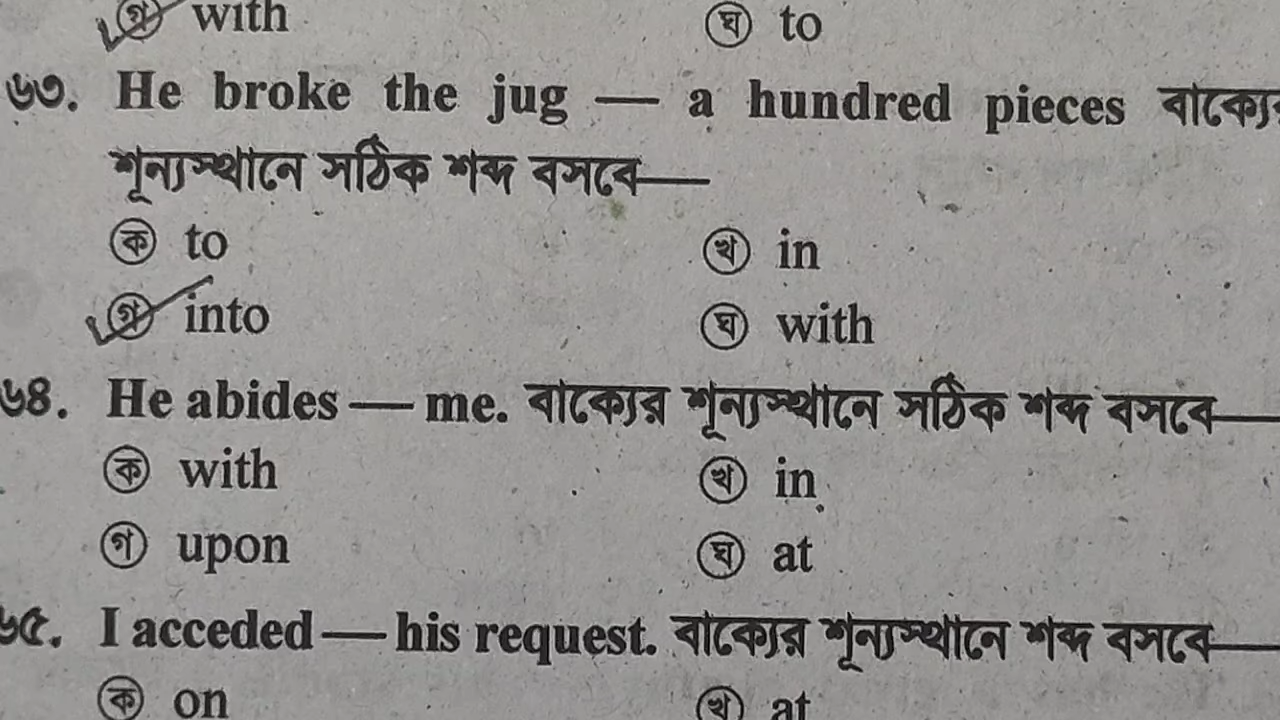 গ with ঘ to
৬৩. He broke the jug — a hundred pieces বাক্যের
শূন্যস্থানে সঠিক শব্দ বসবে—
ক to খ in
গ into ঘ with
৬৪. He abides — me. বাক্যের শূন্যস্থানে সঠিক শব্দ বসবে—
ক with খ in
গ upon ঘ at
৬৫. I acceded — his request. বাক্যের শূন্যস্থানে শব্দ বসবে—
ক on খ at